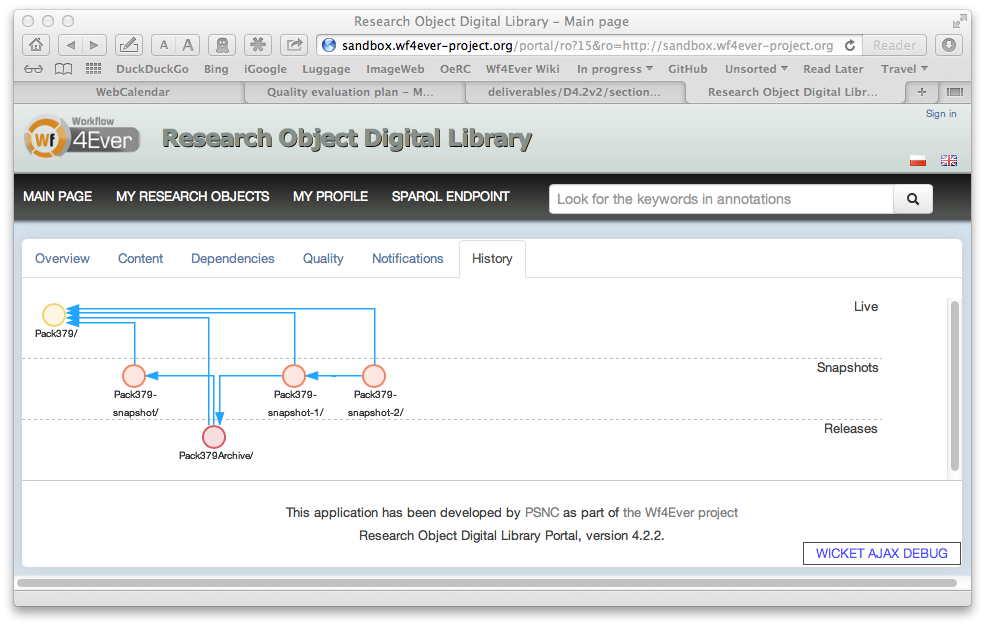 Research Object Digital Library – Main page
A A sandbox.wf4ever-project.org/portal/ro?15&ro=http://sandbox.wf4ever-project.org Reader
DuckDuckGo Bing iGoogle Luggage ImageWeb OeRC Wf4Ever Wiki In progress GitHub Unsorted Read Later Travel
WebCalendar Quality evaluation plan – M... deliverables/D4.2v2/section... Research Object Digital Libr... +
Sign in
Workflow
Wf 4Ever Research Object Digital Library
MAIN PAGE MY RESEARCH OBJECTS MY PROFILE SPARQL ENDPOINT Look for the keywords in annotations
Overview Content Dependencies Quality Notifications History
Live
Pack379/
Snapshots
Pack379-
snapshot/
Pack379-
snapshot-1/
Pack379-
snapshot-2/
Releases
Pack379Archive/
This application has been developed by PSNC as part of the Wf4Ever project
Research Object Digital Library Portal, version 4.2.2.
WICKET AJAX DEBUG